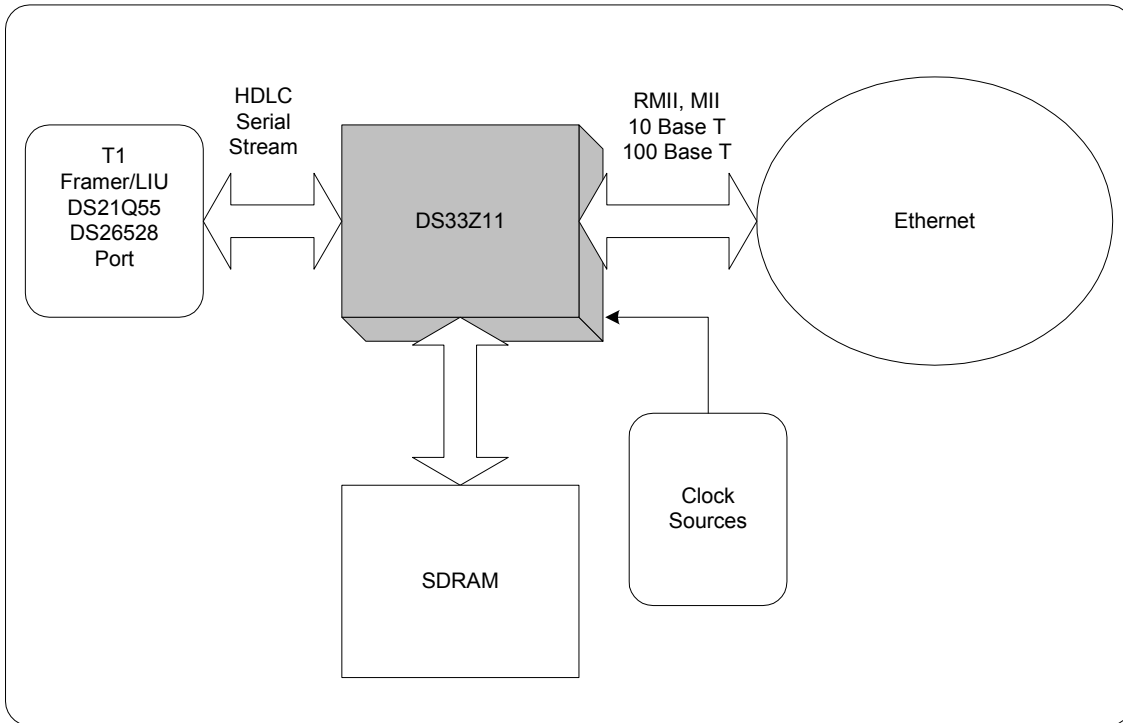 HDLC
Serial
Stream
RMII, MII
10 Base T
100 Base T
T1
Framer/LIU
DS21Q55
DS26528
Port
DS33Z11
Ethernet
Clock
Sources
SDRAM